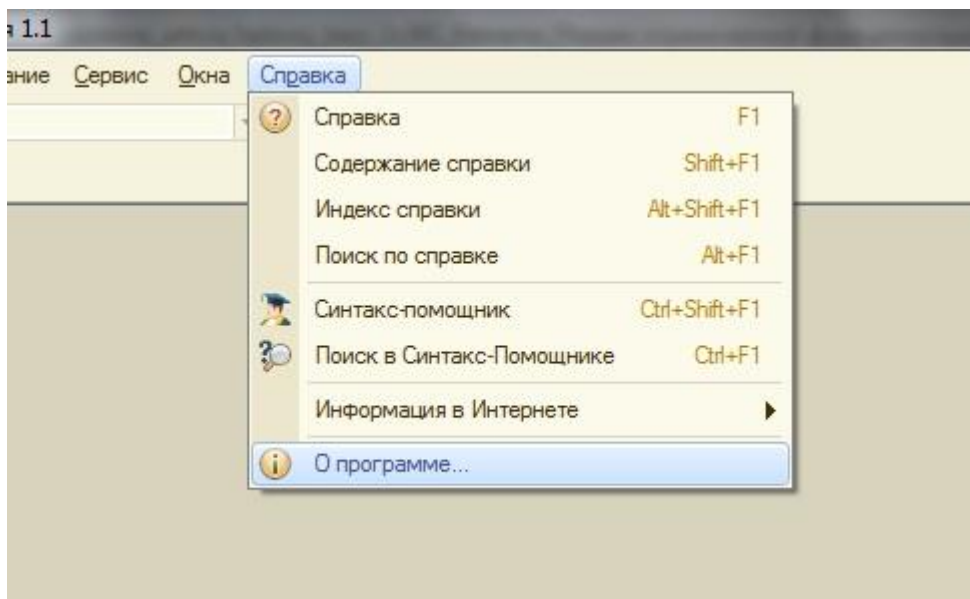 я 1.1
ание Сервис Окна Справка
Справка F1
Содержание справки Shift+F1
Индекс справки Alt+Shift+F1
Поиск по справке Alt+F1
Синтакс-помощник Ctrl+Shift+F1
Поиск в Синтакс-Помощнике Ctrl+F1
Информация в Интернете
О программе...